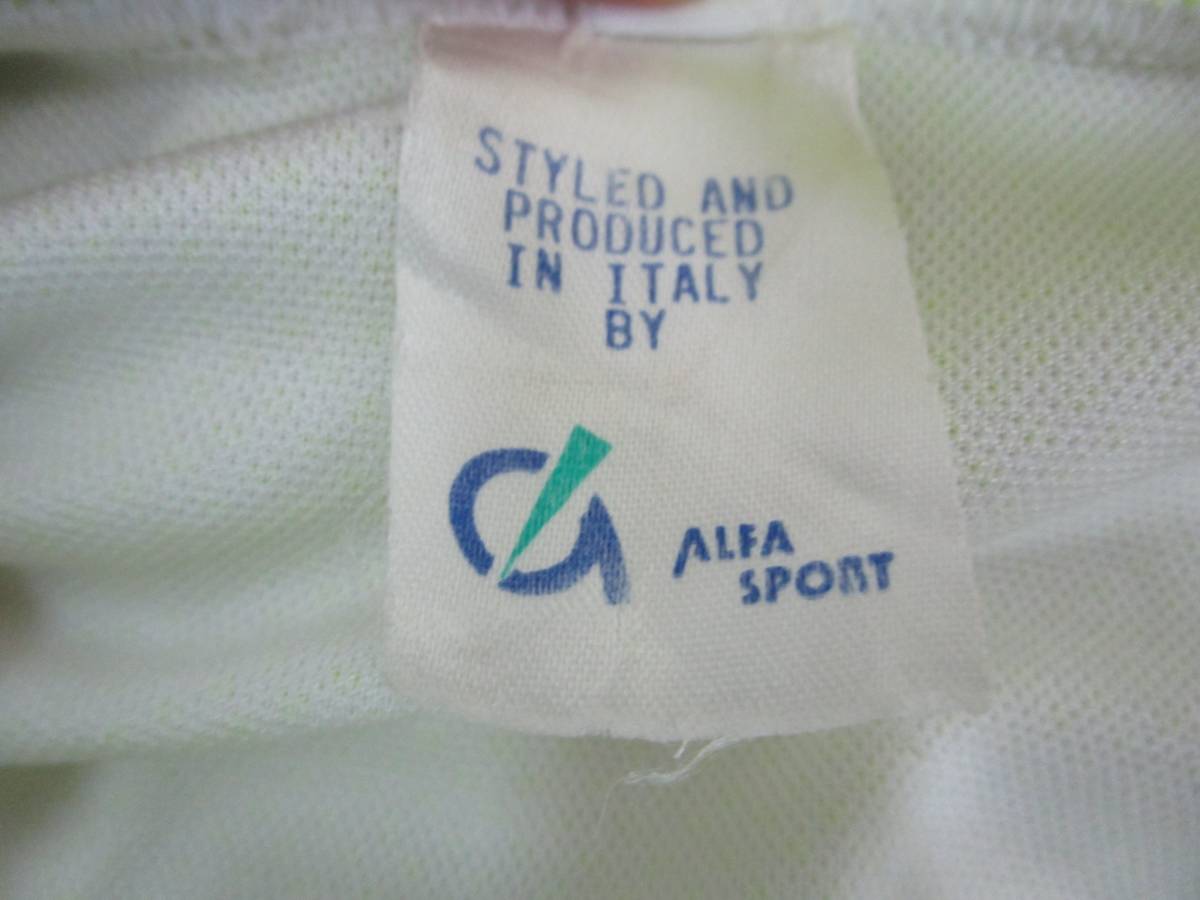 STYLED AND
PRODUCED
IN ITALY
BY
ALFA
SPORT